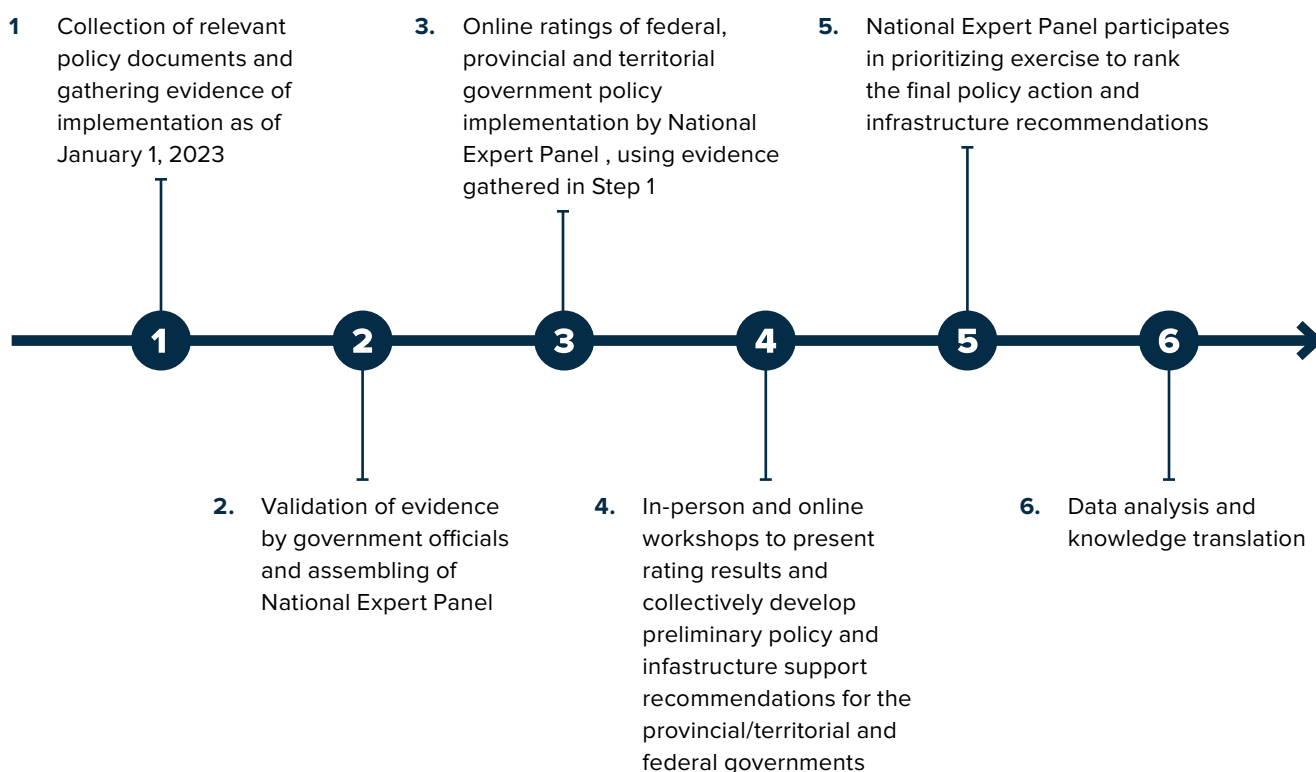 1 Collection of relevant
policy documents and
gathering evidence of
implementation as of
January 1, 2023
3. Online ratings of federal,
provincial and territorial
government policy
implementation by National
Expert Panel , using evidence
gathered in Step 1
5. National Expert Panel participates
in prioritizing exercise to rank
the final policy action and
infrastructure recommendations
1 2 3 4 5 6
2. Validation of evidence
by government officials
and assembling of
National Expert Panel
4. In-person and online
workshops to present
rating results and
collectively develop
preliminary policy and
infastructure support
recommendations for the
provincial/territorial and
federal governments
6. Data analysis and
knowledge translation